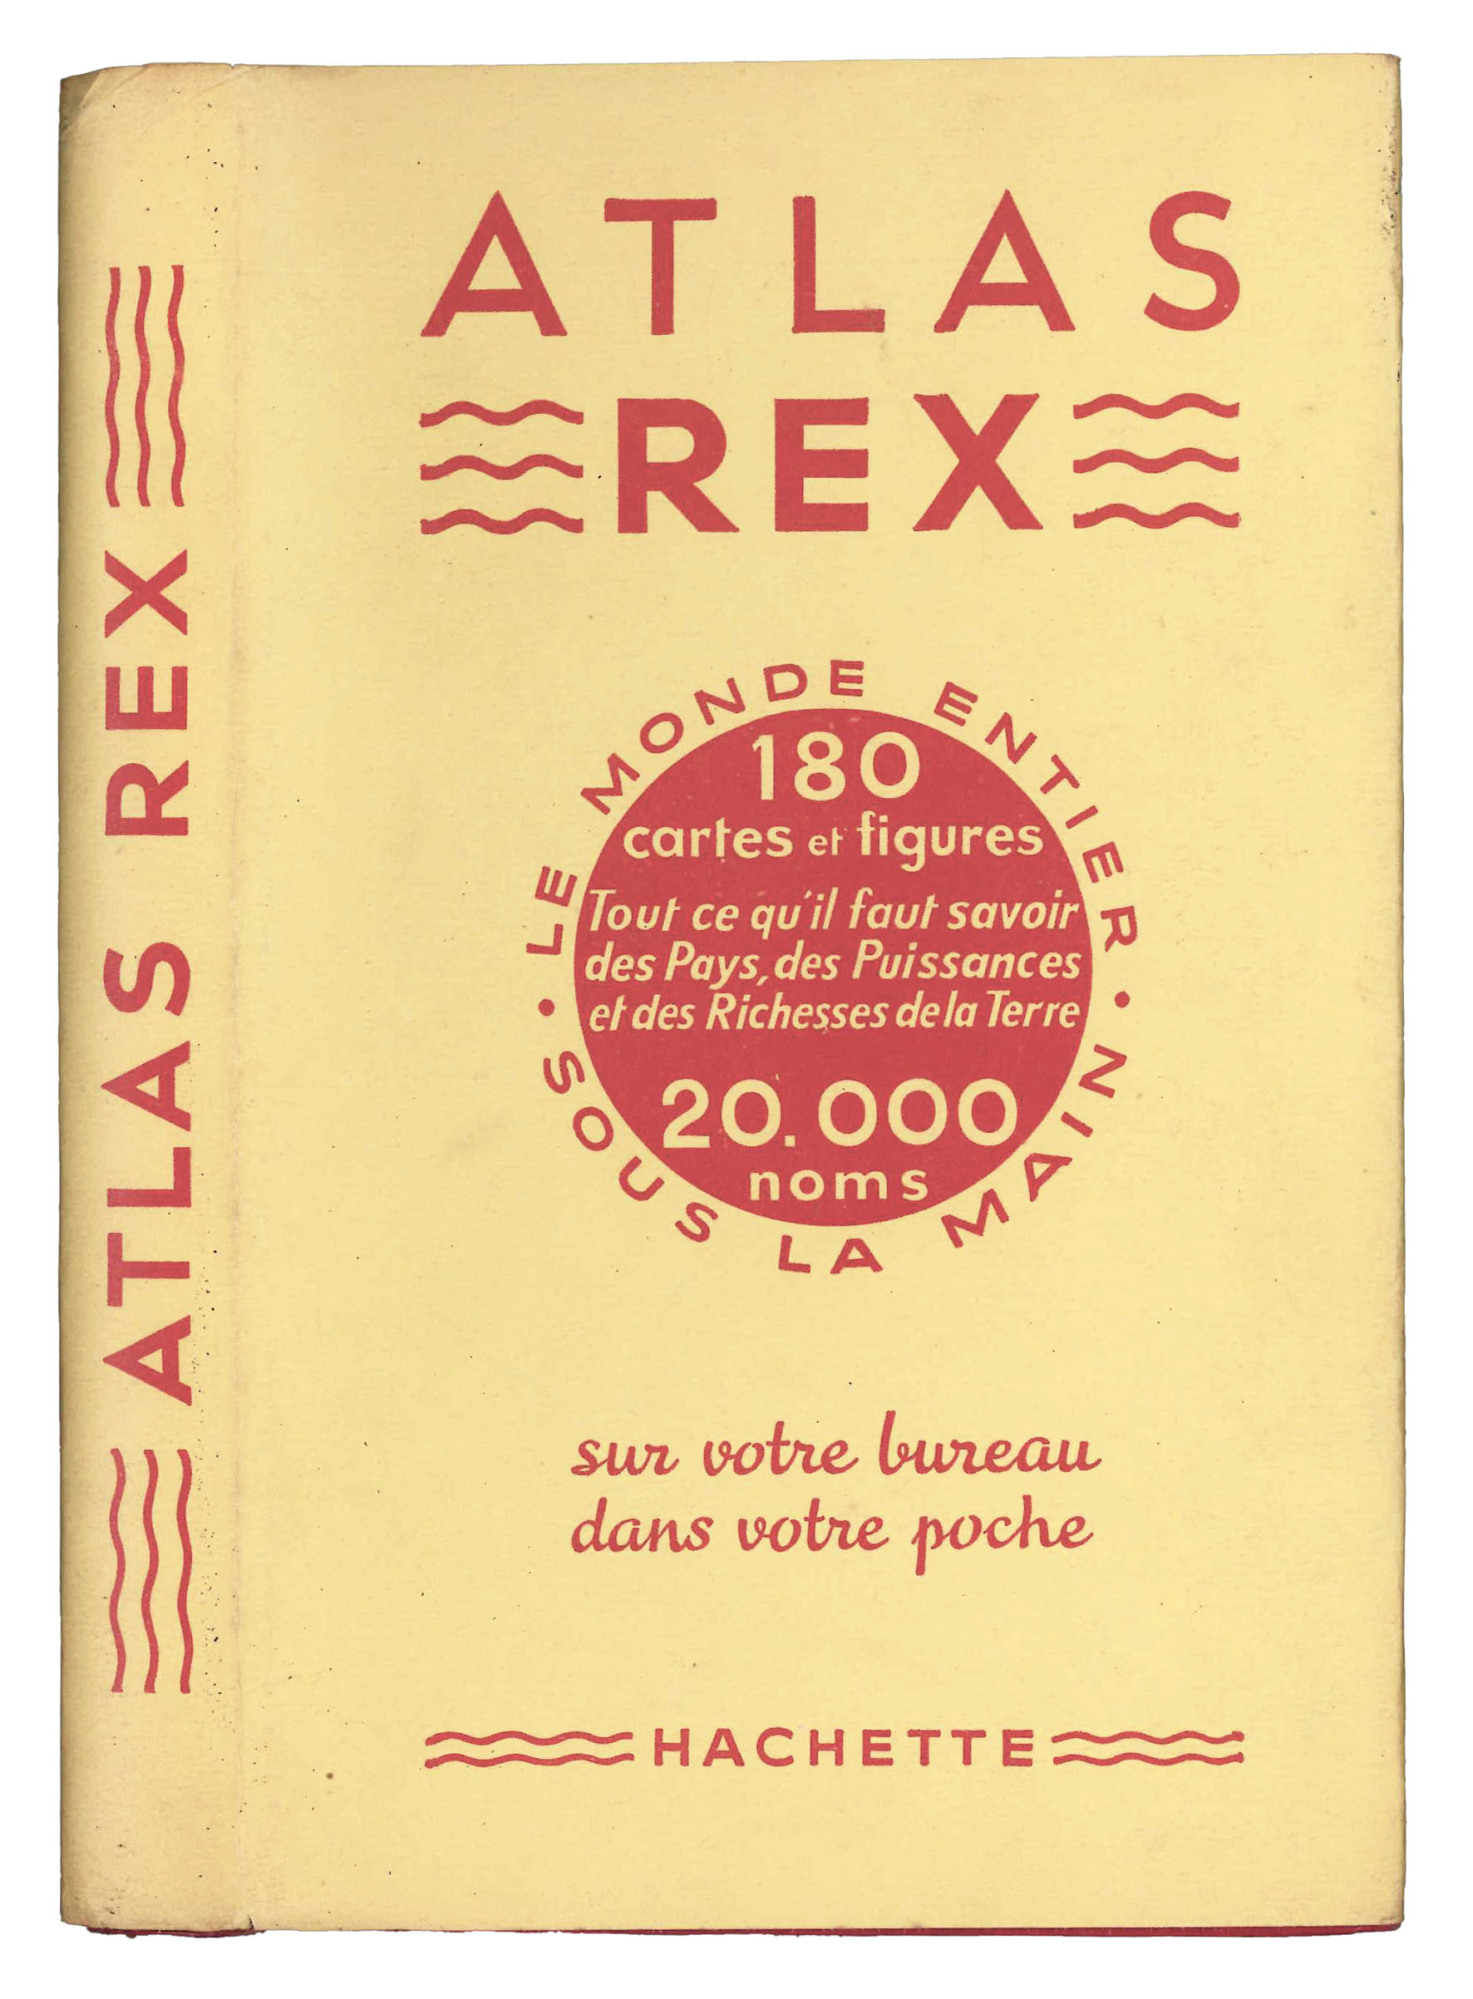 ATLAS REX
ATLAS
REX
LE MONDE ENTIER
180
cartes et figures
Tout ce qu'il faut savoir
des Pays, des Puissances
et des Richesses de la Terre
20.000
noms
• SOUS LA MAIN •
sur votre bureau
dans votre poche
HACHETTE